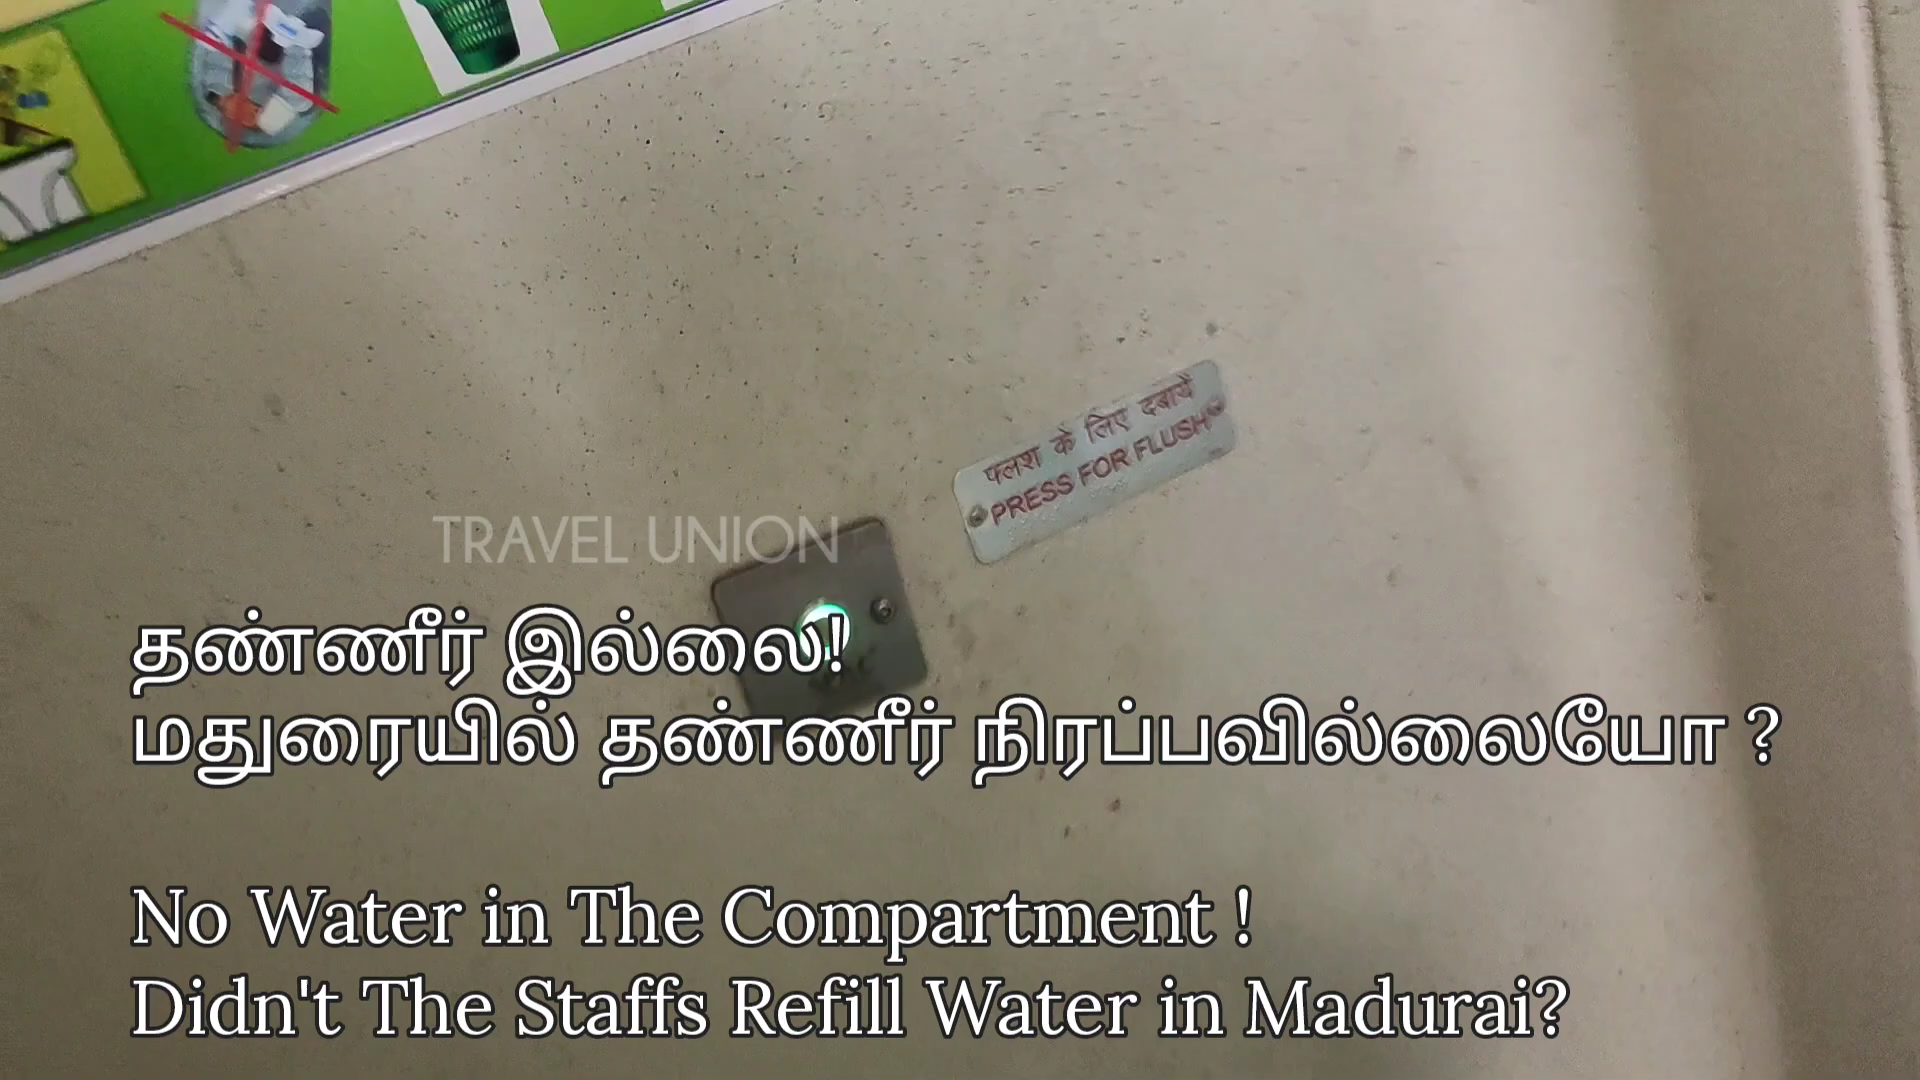 फ्लश के लिए दबायें
PRESS FOR FLUSH
TRAVEL UNION
தண்ணீர் இல்லை!
மதுரையில் தண்ணீர் நிரப்பவில்லையோ ?
No Water in The Compartment !
Didn't The Staffs Refill Water in Madurai?